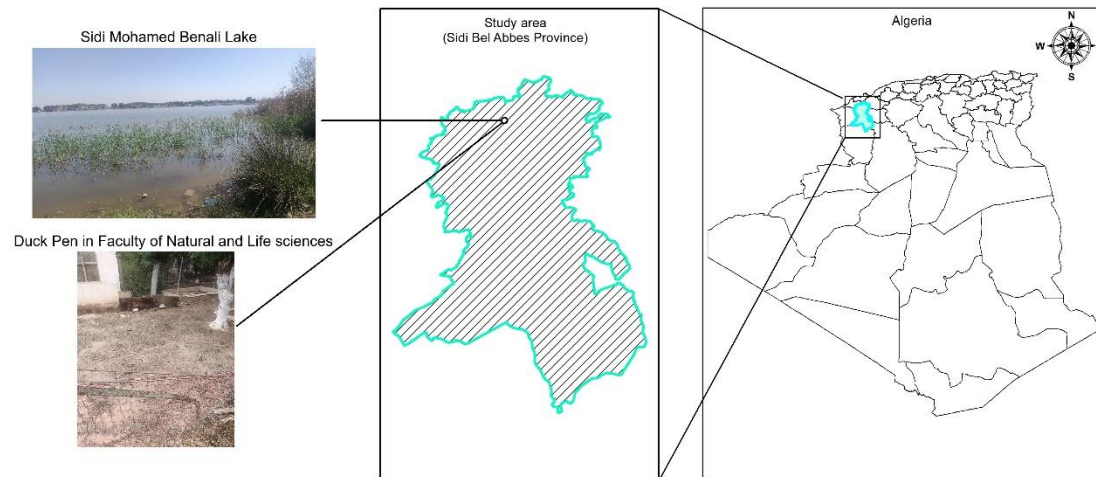 Sidi Mohamed Benali Lake
Duck Pen in Faculty of Natural and Life sciences
Study area
(Sidi Bel Abbes Province)
Algeria
N
W
E
S